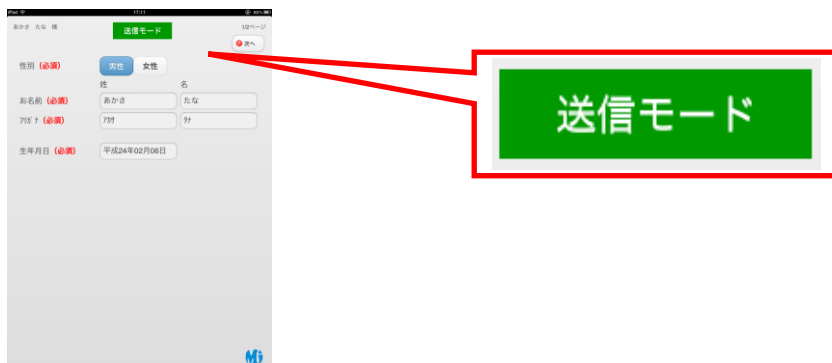 iPad 17:11
あかさ たな 様 送信モード 1/2ページ
次へ
性別 (必須) 男性 女性
姓 名
お名前 (必須) あかさ たな
ﾌﾘｶﾞﾅ (必須) ｱｶｻ ﾀﾅ
生年月日 (必須) 平成24年02月06日
送信モード